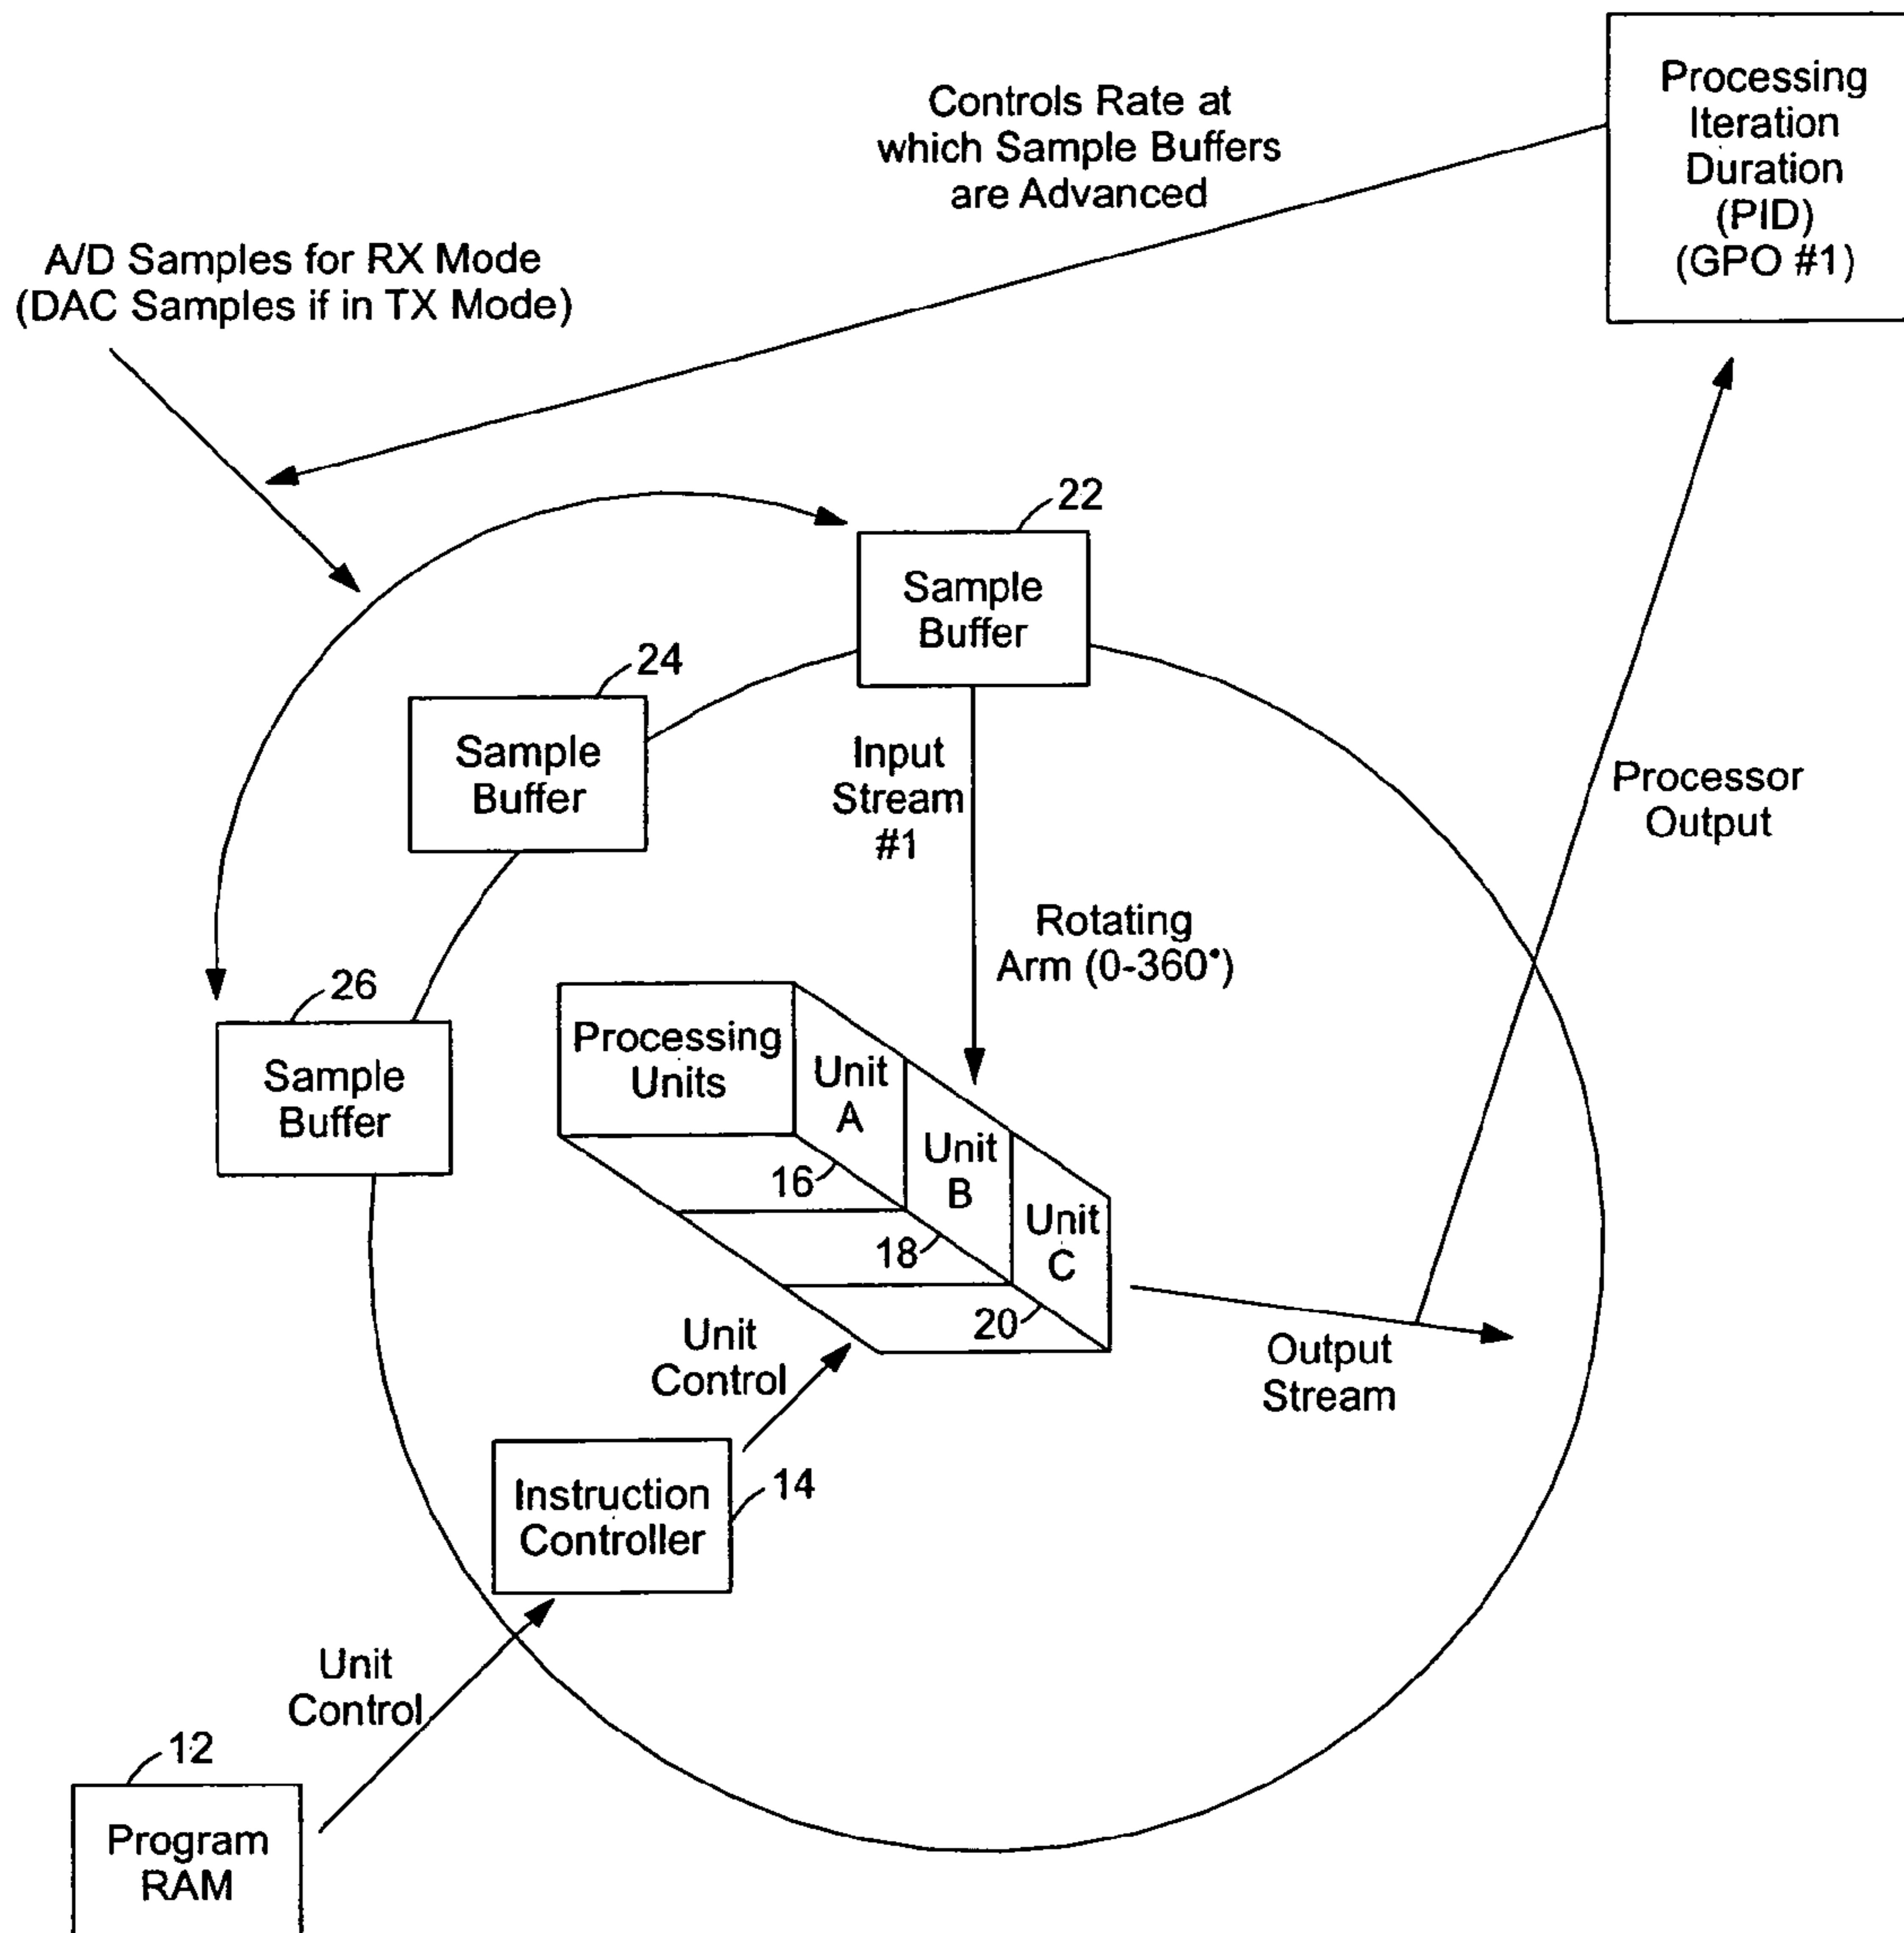 Processing
Iteration
Duration
(PID)
(GPO #1)
Controls Rate at
which Sample Buffers
are Advanced
A/D Samples for RX Mode
(DAC Samples if in TX Mode)
22
Sample
Buffer
24
Sample
Buffer
Input
Stream
#1
Processor
Output
Rotating
Arm (0-360°)
26
Sample
Buffer
Processing
Units
Unit
A
Unit
B
Unit
C
16
18
20
Unit
Control
Output
Stream
Instruction
Controller
14
Unit
Control
12
Program
RAM